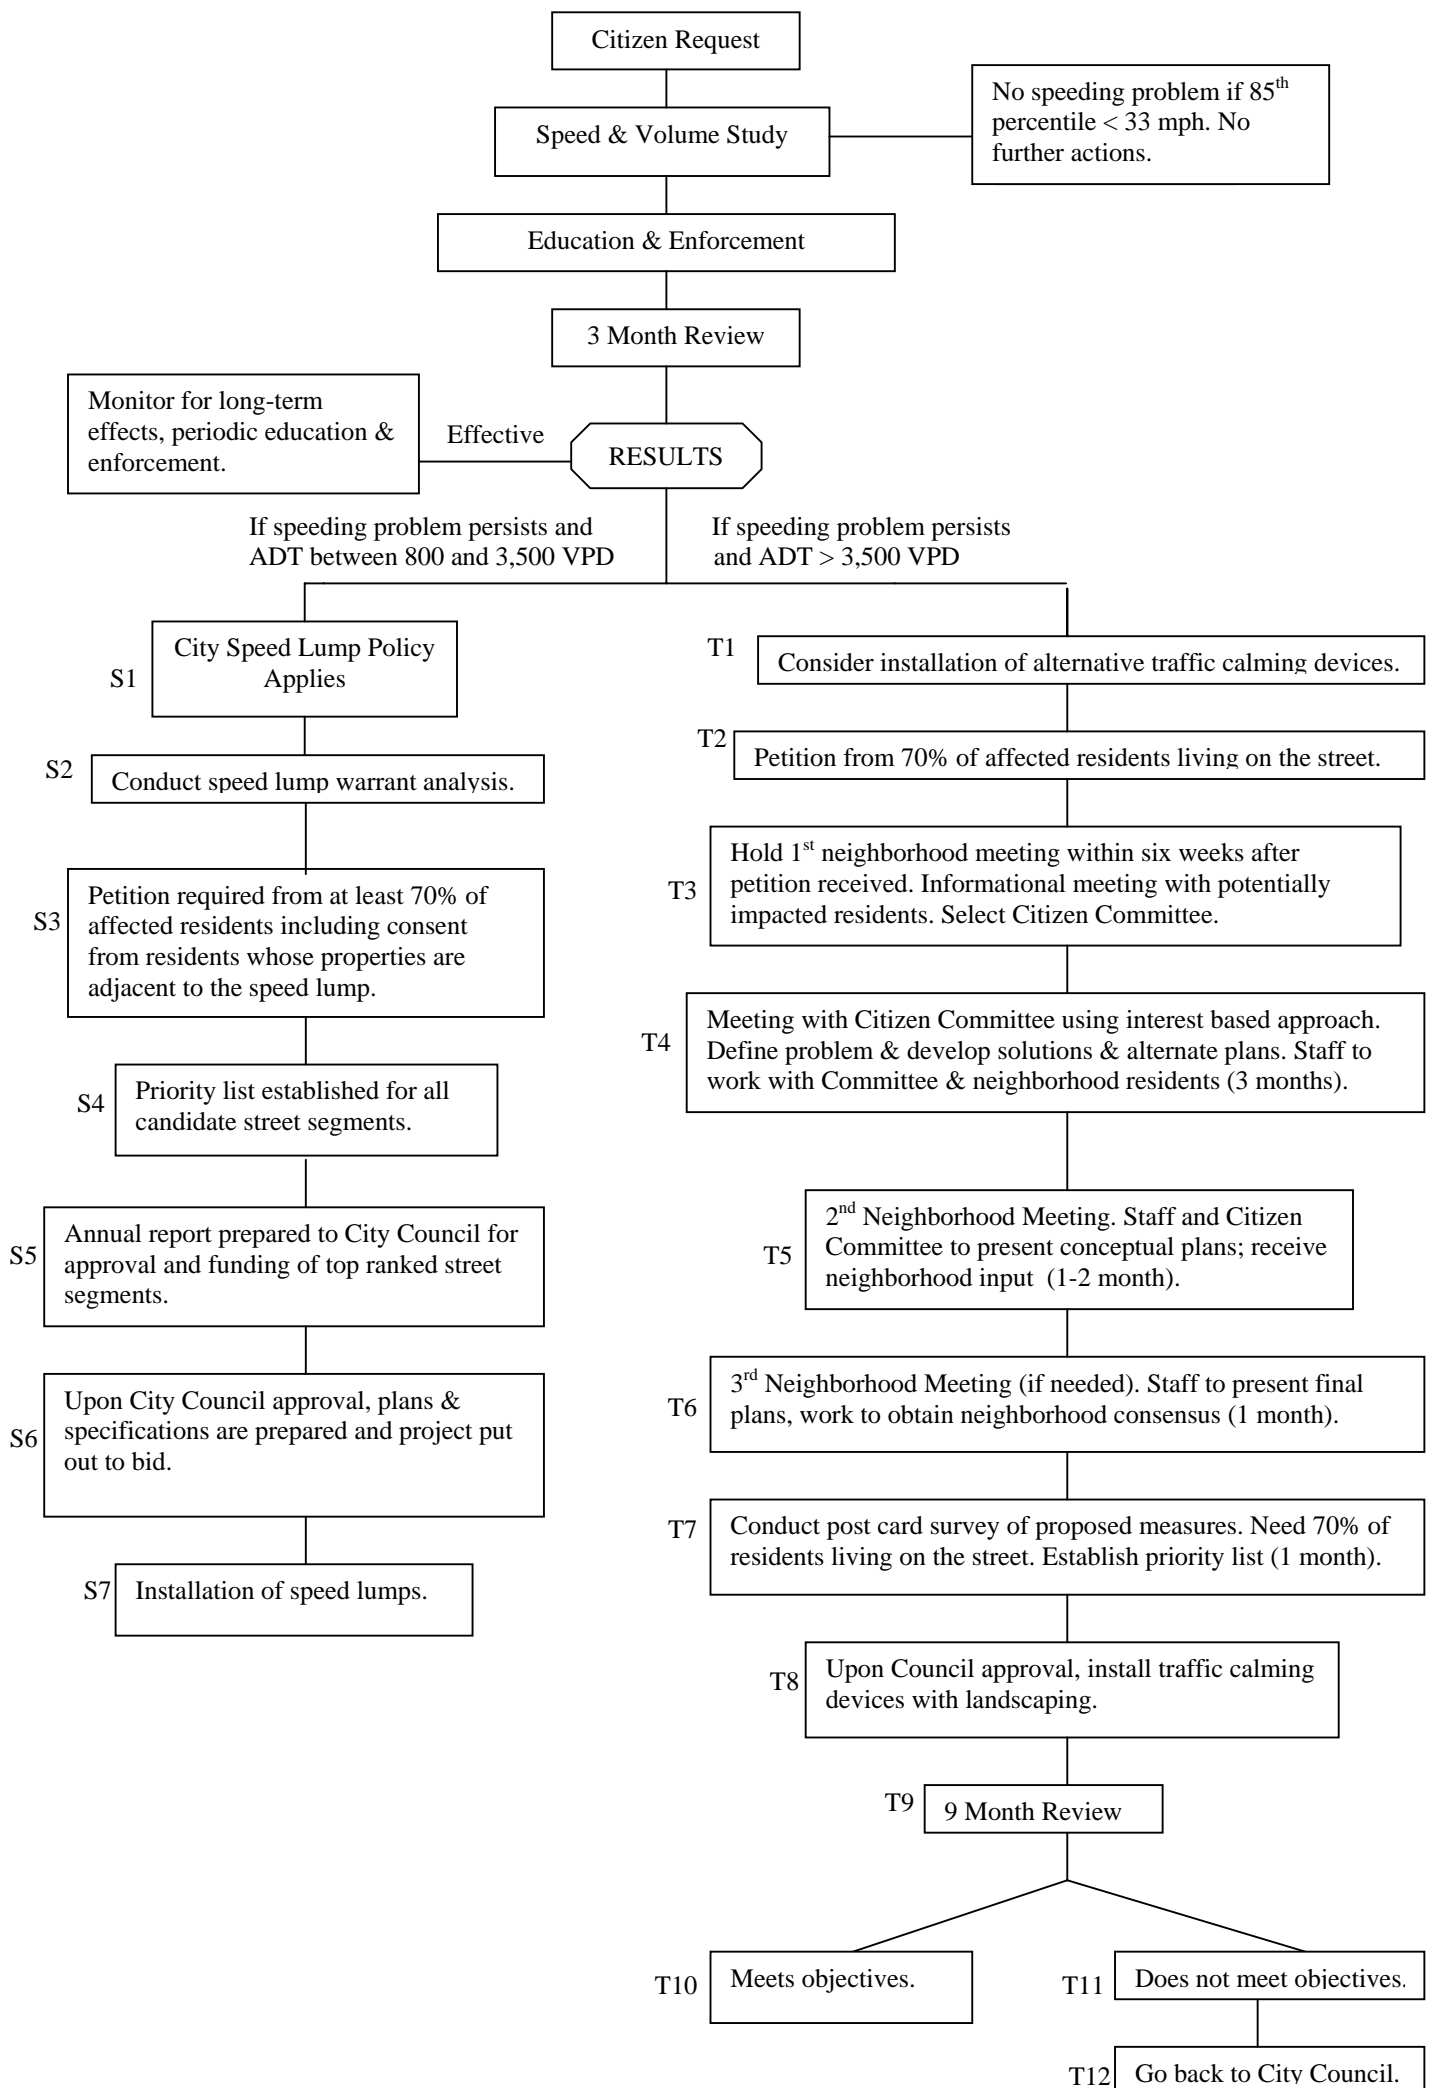 Citizen Request
Speed & Volume Study
No speeding problem if 85th
percentile < 33 mph. No
further actions.
Education & Enforcement
3 Month Review
Monitor for long-term
effects, periodic education &
enforcement.
Effective
RESULTS
If speeding problem persists and
ADT between 800 and 3,500 VPD
If speeding problem persists
and ADT > 3,500 VPD
S1
City Speed Lump Policy
Applies
S2
Conduct speed lump warrant analysis.
S3
Petition required from at least 70% of
affected residents including consent
from residents whose properties are
adjacent to the speed lump.
S4
Priority list established for all
candidate street segments.
S5
Annual report prepared to City Council for
approval and funding of top ranked street
segments.
S6
Upon City Council approval, plans &
specifications are prepared and project put
out to bid.
S7
Installation of speed lumps.
T1
Consider installation of alternative traffic calming devices.
T2
Petition from 70% of affected residents living on the street.
T3
Hold 1st neighborhood meeting within six weeks after
petition received. Informational meeting with potentially
impacted residents. Select Citizen Committee.
T4
Meeting with Citizen Committee using interest based approach.
Define problem & develop solutions & alternate plans. Staff to
work with Committee & neighborhood residents (3 months).
T5
2nd Neighborhood Meeting. Staff and Citizen
Committee to present conceptual plans; receive
neighborhood input (1-2 month).
T6
3rd Neighborhood Meeting (if needed). Staff to present final
plans, work to obtain neighborhood consensus (1 month).
T7
Conduct post card survey of proposed measures. Need 70% of
residents living on the street. Establish priority list (1 month).
T8
Upon Council approval, install traffic calming
devices with landscaping.
T9
9 Month Review
T10
Meets objectives.
T11
Does not meet objectives.
T12
Go back to City Council.